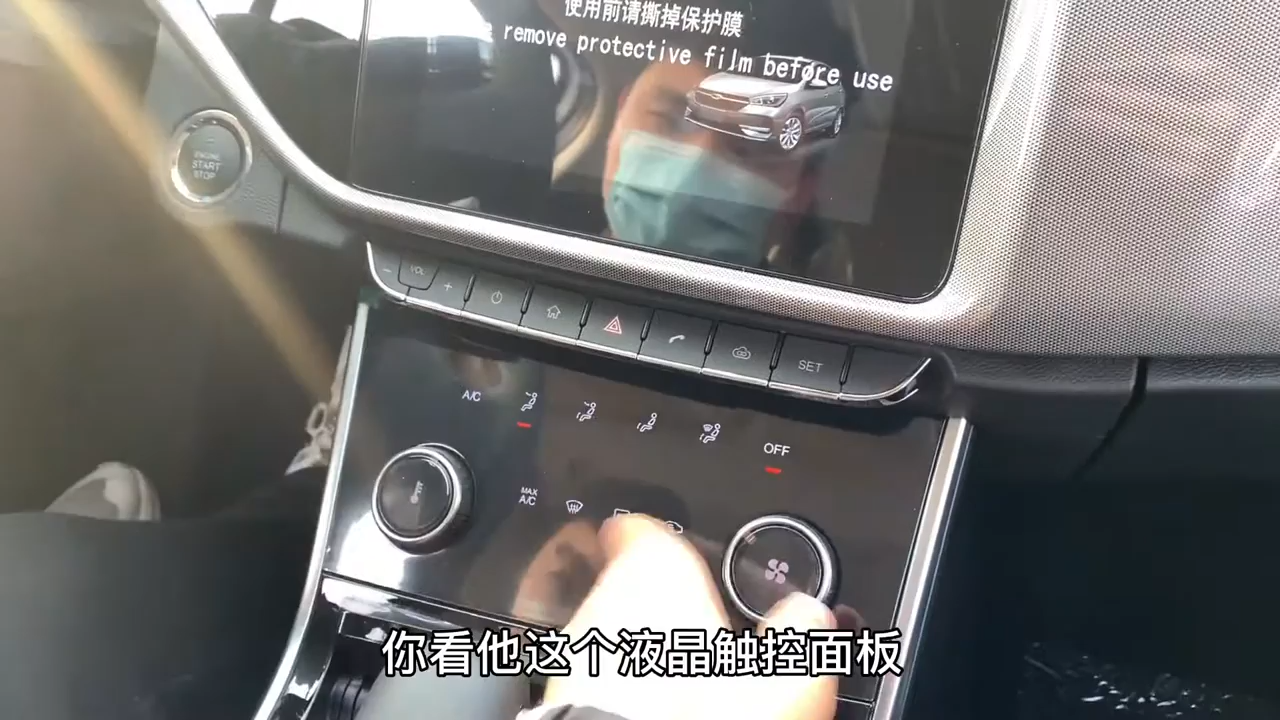 使用前请撕掉保护膜
remove protective film before use
ENGINE
START
STOP
− VOL +
SET
A/C
OFF
MAX
A/C
你看他这个液晶触控面板